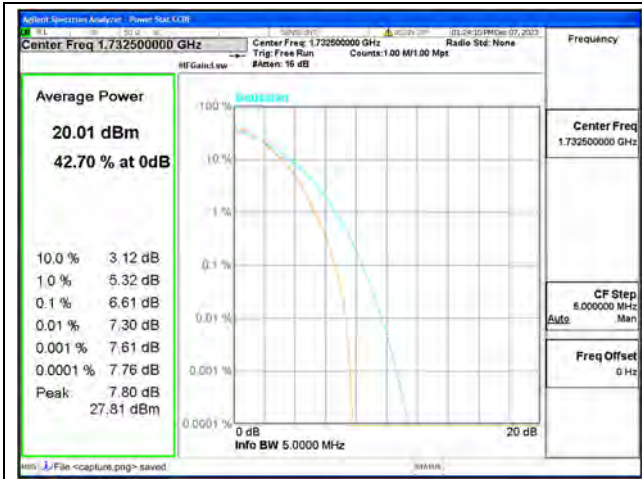 Agilent Spectrum Analyzer - Power Stat CCDF
Center Freq 1.732500000 GHz
Center Freq: 1.732500000 GHz
Radio Std: None
01:24:10 PM Dec 07, 2023
Trig: Free Run
Counts:1.00 M/1.00 Mpt
#IFGain:Low
#Atten: 16 dB
Frequency
Average Power
20.01 dBm
42.70 % at 0dB
10.0 % 3.12 dB
1.0 % 5.32 dB
0.1 % 6.61 dB
0.01 % 7.30 dB
0.001 % 7.61 dB
0.0001 % 7.76 dB
Peak 7.80 dB
27.81 dBm
Gaussian
100 %
10 %
1 %
0.1 %
0.01 %
0.001 %
0.0001 %
0 dB
20 dB
Info BW 5.0000 MHz
Center Freq
1.732500000 GHz
CF Step
5.000000 MHz
Auto Man
Freq Offset
0 Hz
MSG File <capture.png> saved
STATUS